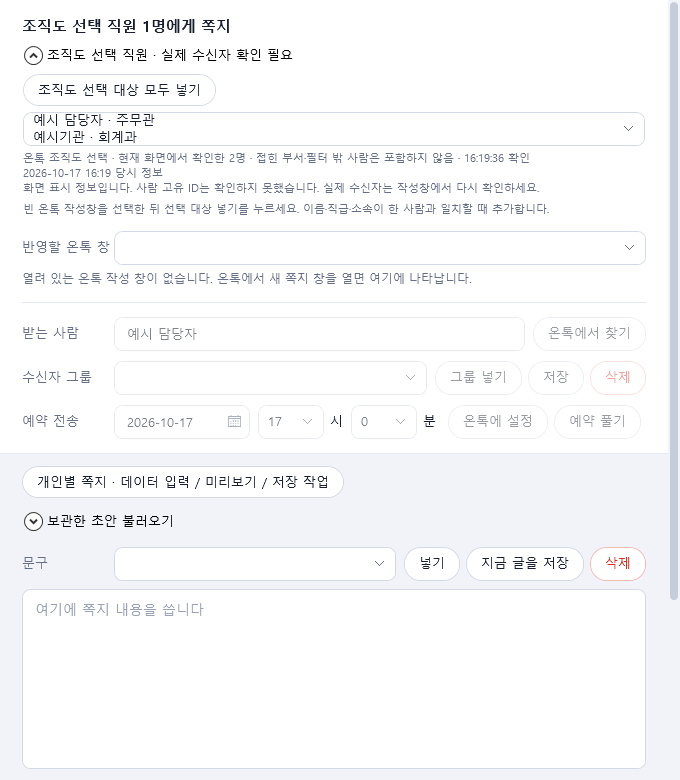 조직도 선택 직원 1명에게 쪽지
조직도 선택 직원 · 실제 수신자 확인 필요
조직도 선택 대상 모두 넣기
예시 담당자 · 주무관
예시기관 · 회계과
온톡 조직도 선택 · 현재 화면에서 확인한 2명 · 접힌 부서·필터 밖 사람은 포함하지 않음 · 16:19:36 확인
2026-10-17 16:19 당시 정보
화면 표시 정보입니다. 사람 고유 ID는 확인하지 못했습니다. 실제 수신자는 작성창에서 다시 확인하세요.
빈 온톡 작성창을 선택한 뒤 선택 대상 넣기를 누르세요. 이름·직급·소속이 한 사람과 일치할 때 추가합니다.
반영할 온톡 창
열려 있는 온톡 작성 창이 없습니다. 온톡에서 새 쪽지 창을 열면 여기에 나타납니다.
받는 사람 예시 담당자 온톡에서 찾기
수신자 그룹 그룹 넣기 저장 삭제
예약 전송 2026-10-17 17 시 0 분 온톡에 설정 예약 풀기
개인별 쪽지 · 데이터 입력 / 미리보기 / 저장 작업
보관한 초안 불러오기
문구 넣기 지금 글을 저장 삭제
여기에 쪽지 내용을 씁니다